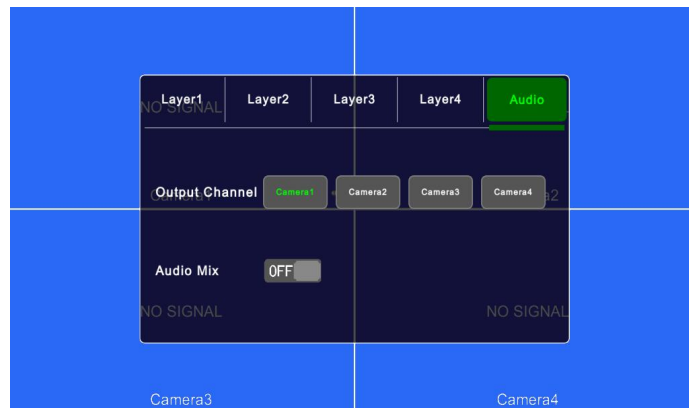 Layer1 Layer2 Layer3 Layer4 Audio
NO SIGNAL
Output Channel Camera1 Camera2 Camera3 Camera4
Camera1
Audio Mix OFF
NO SIGNAL NO SIGNAL
Camera3 Camera4